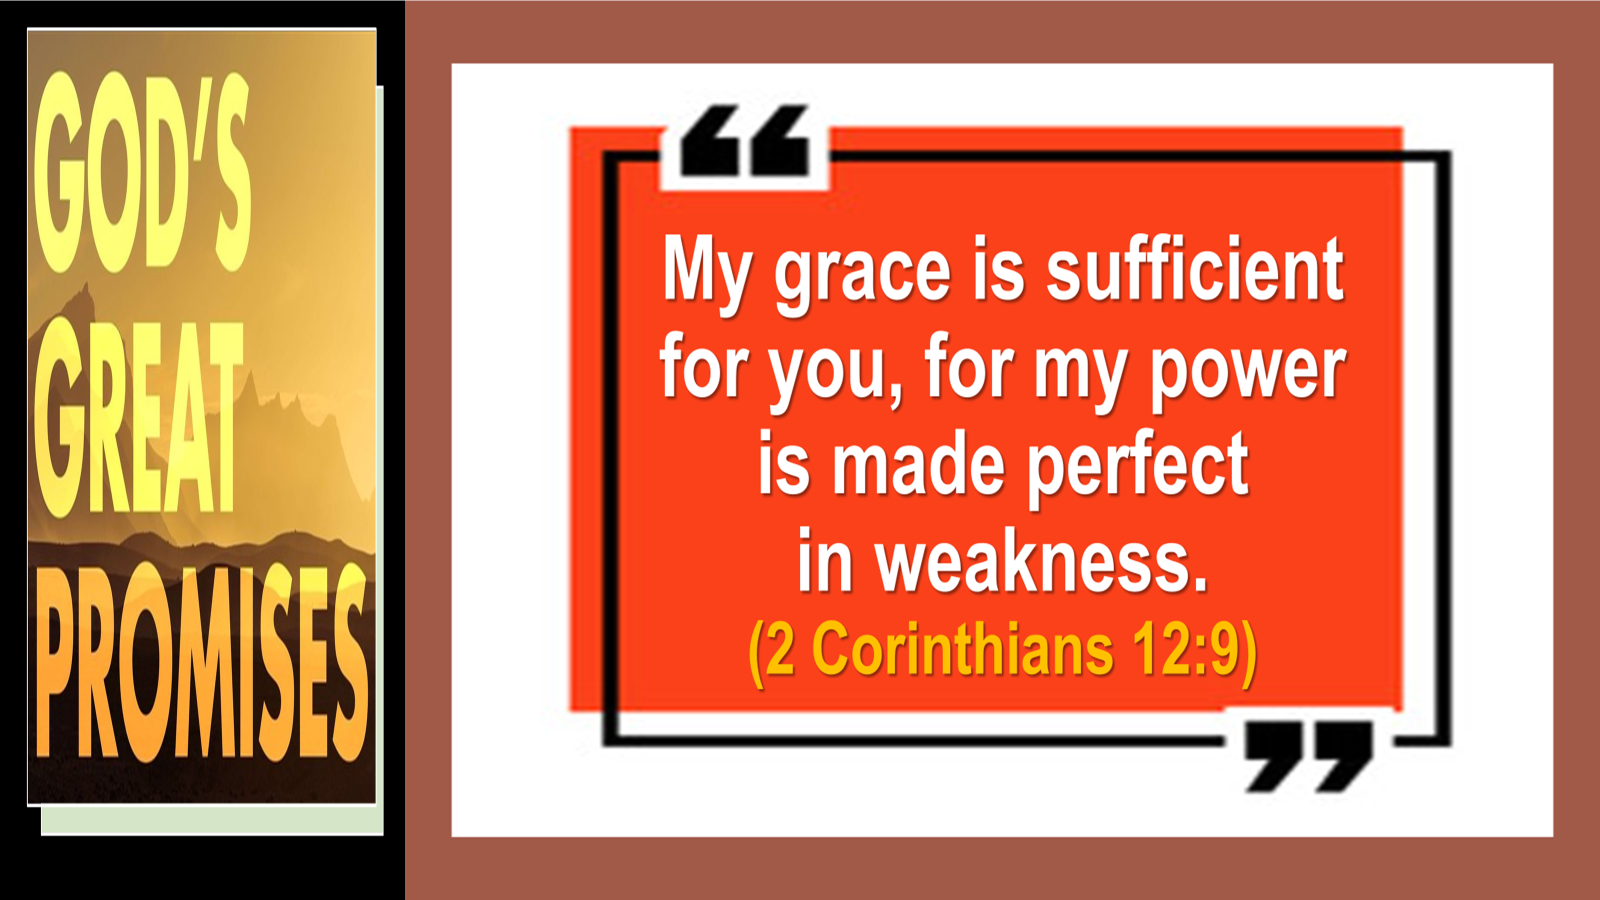 GOD'S
GREAT
PROMISES
“
My grace is sufficient
for you, for my power
is made perfect
in weakness.
(2 Corinthians 12:9)
”